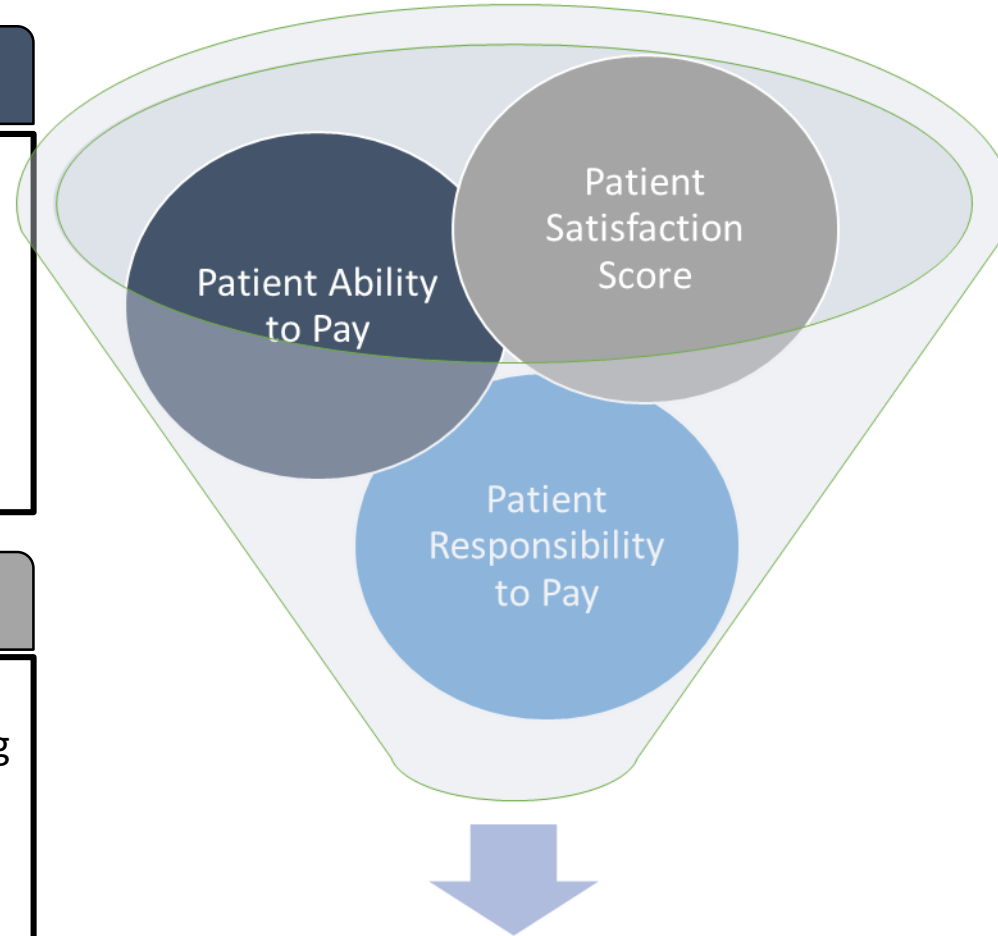 Patient
Satisfaction
Score
Patient Ability
to Pay
Patient
Responsibility
to Pay
g